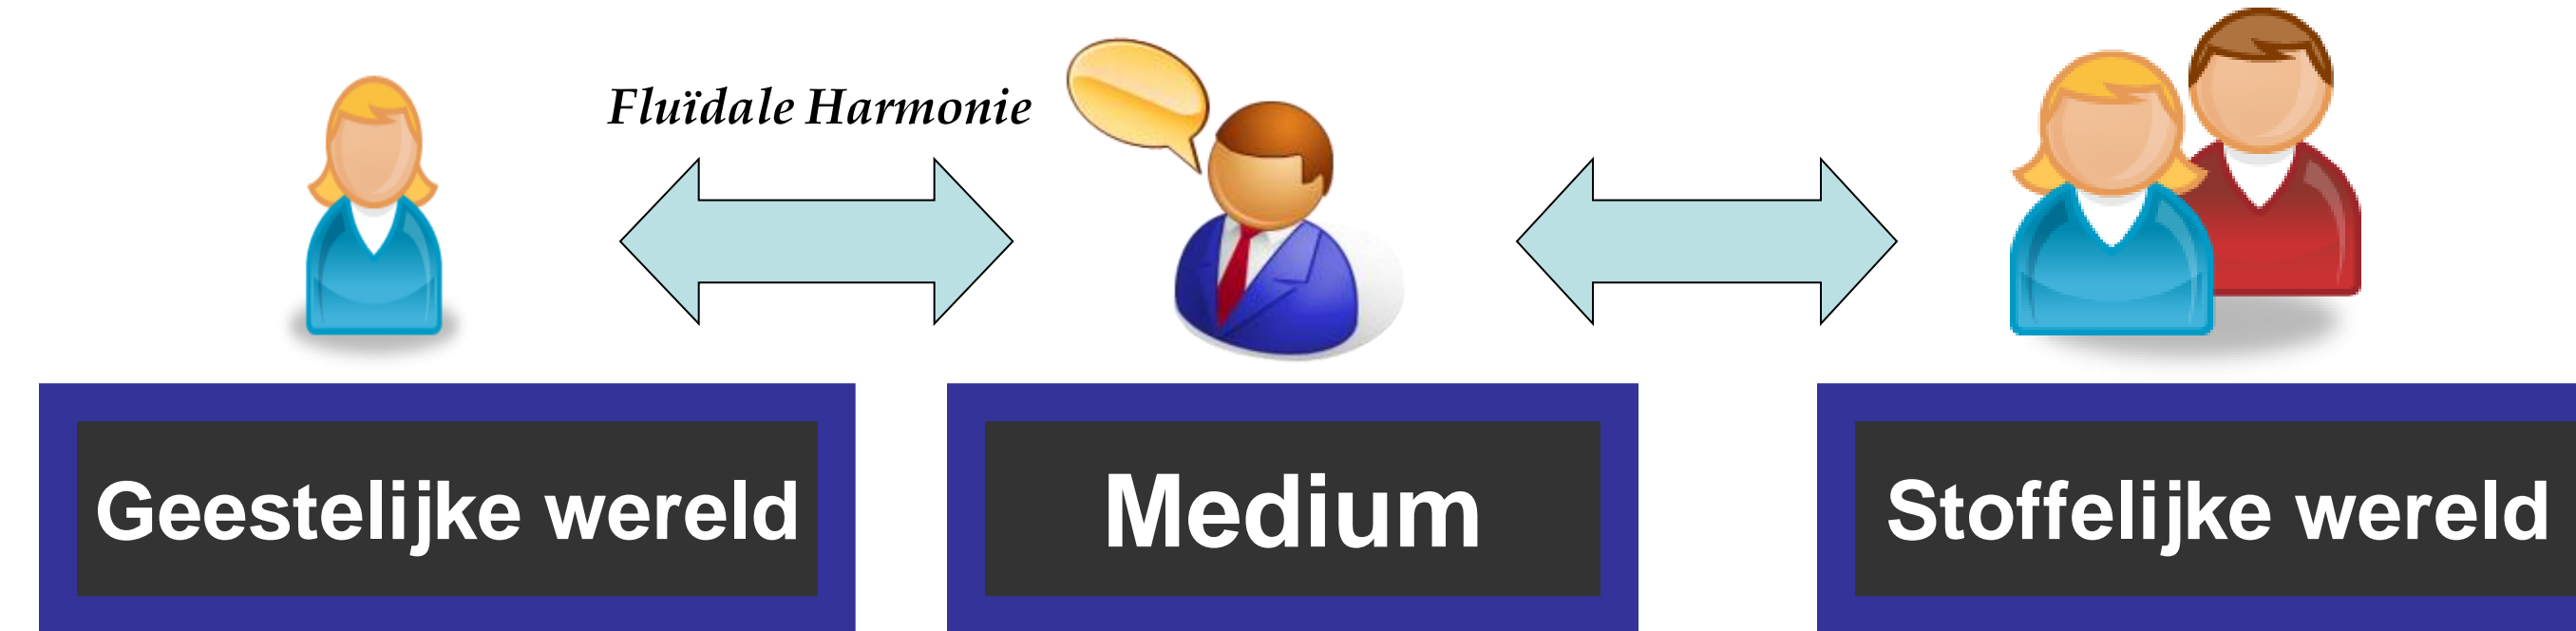 Fluïdale Harmonie
Geestelijke wereld
Medium
Stoffelijke wereld